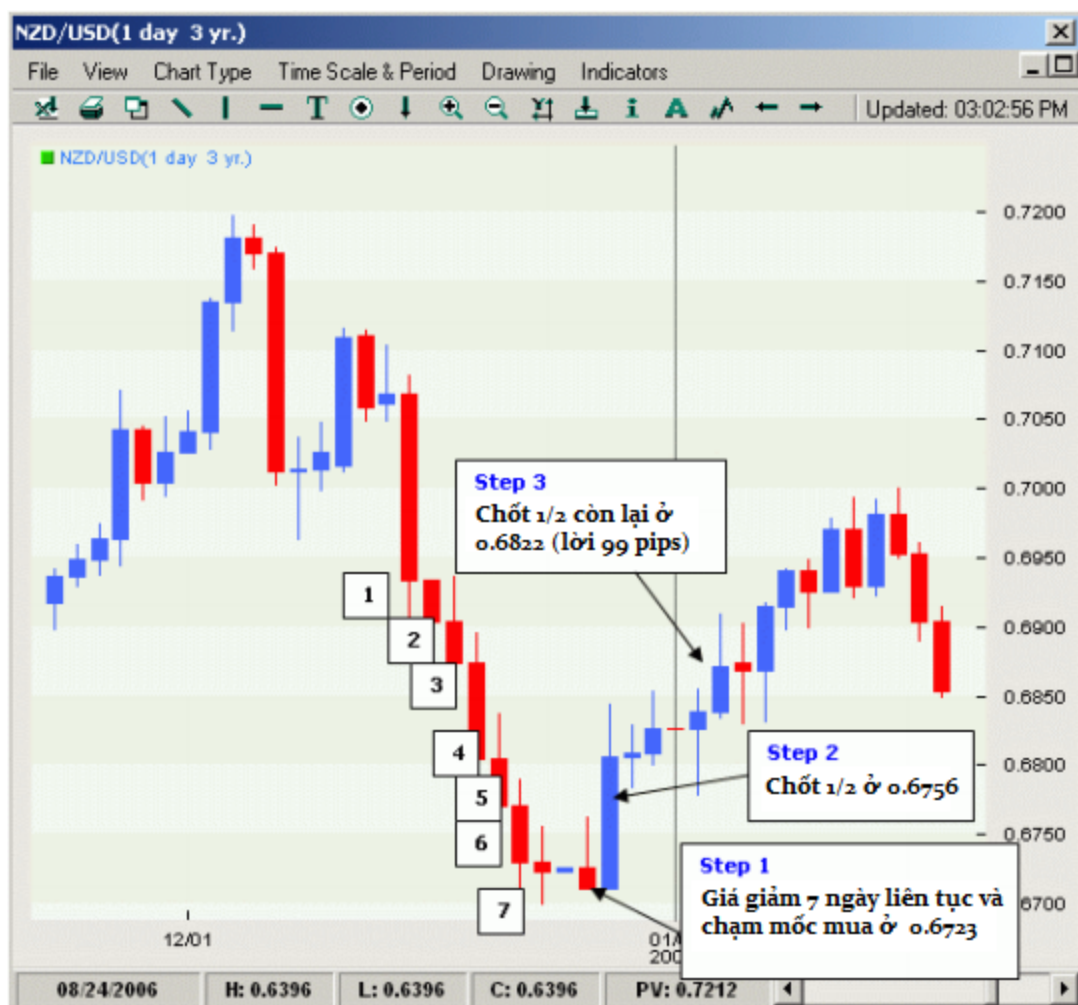 NZD/USD(1 day 3 yr.)
File View Chart Type Time Scale & Period Drawing Indicators
T i A Updated: 03:02:56 PM
NZD/USD(1 day 3 yr.)
0.7200
0.7150
0.7100
0.7050
0.7000
0.6950
0.6900
0.6850
0.6800
0.6750
0.6700
Step 3
Chốt 1/2 còn lại ở
0.6822 (lời 99 pips)
1
2
3
4
5
6
7
Step 2
Chốt 1/2 ở 0.6756
Step 1
Giá giảm 7 ngày liên tục và
chạm mốc mua ở 0.6723
12/01
08/24/2006 H: 0.6396 L: 0.6396 C: 0.6396 PV: 0.7212